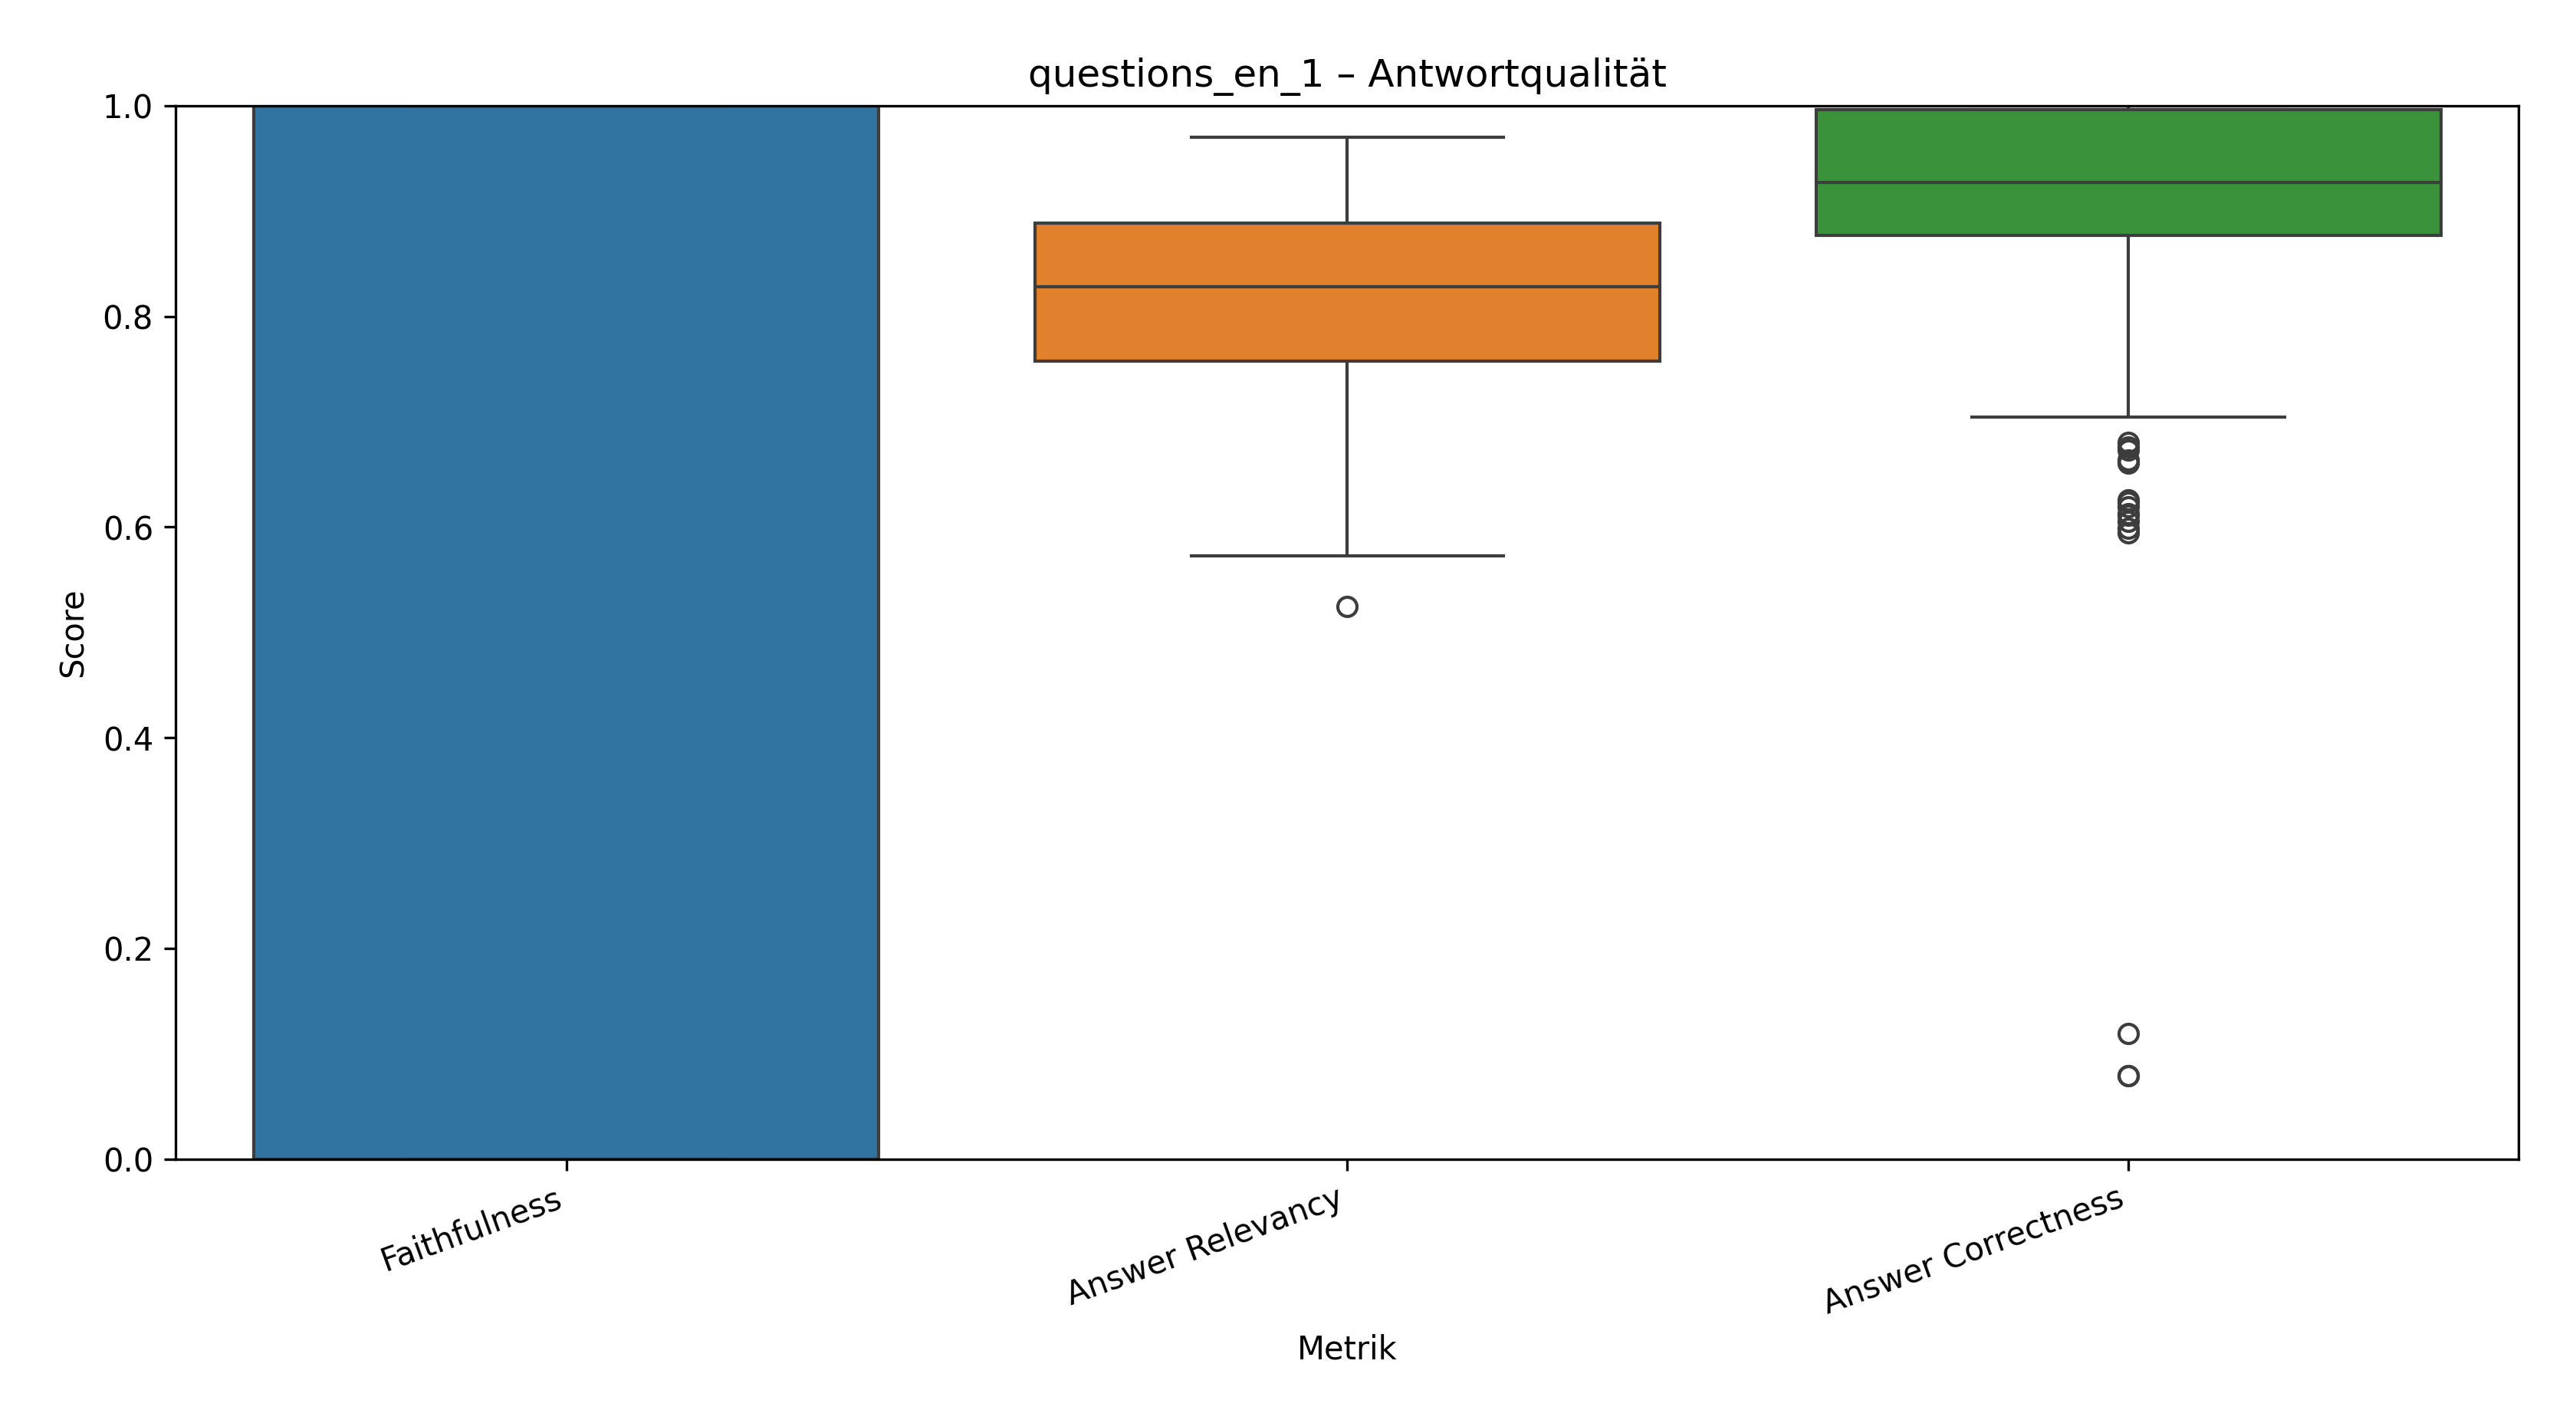 questions_en_1 – Antwortqualität
1.0
0.8
0.6
0.4
0.2
0.0
Score
Faithfulness
Answer Relevancy
Answer Correctness
Metrik